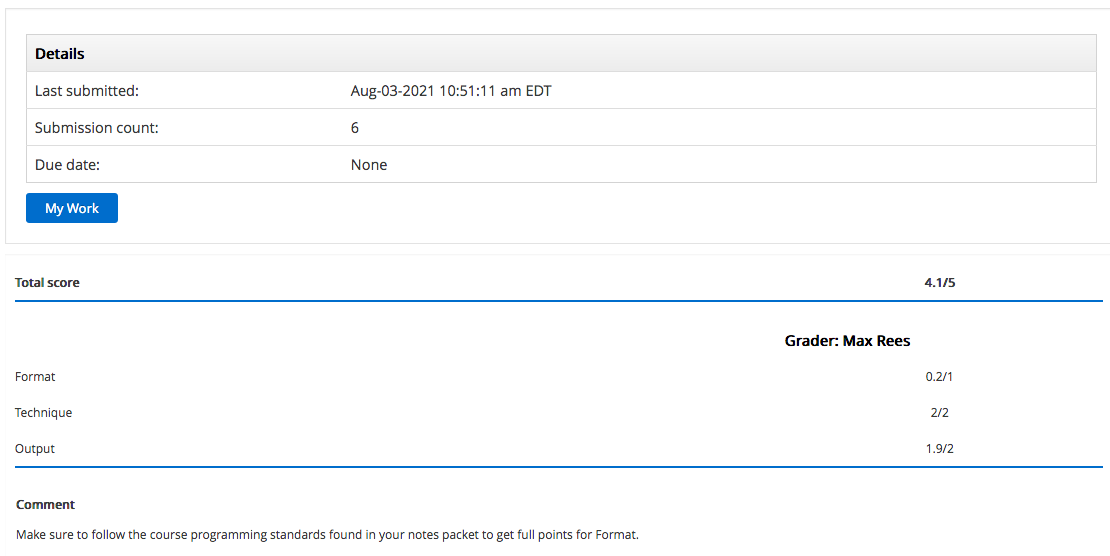 Details
Last submitted: Aug-03-2021 10:51:11 am EDT
Submission count: 6
Due date: None
My Work
Total score 4.1/5
Grader: Max Rees
Format 0.2/1
Technique 2/2
Output 1.9/2
Comment
Make sure to follow the course programming standards found in your notes packet to get full points for Format.